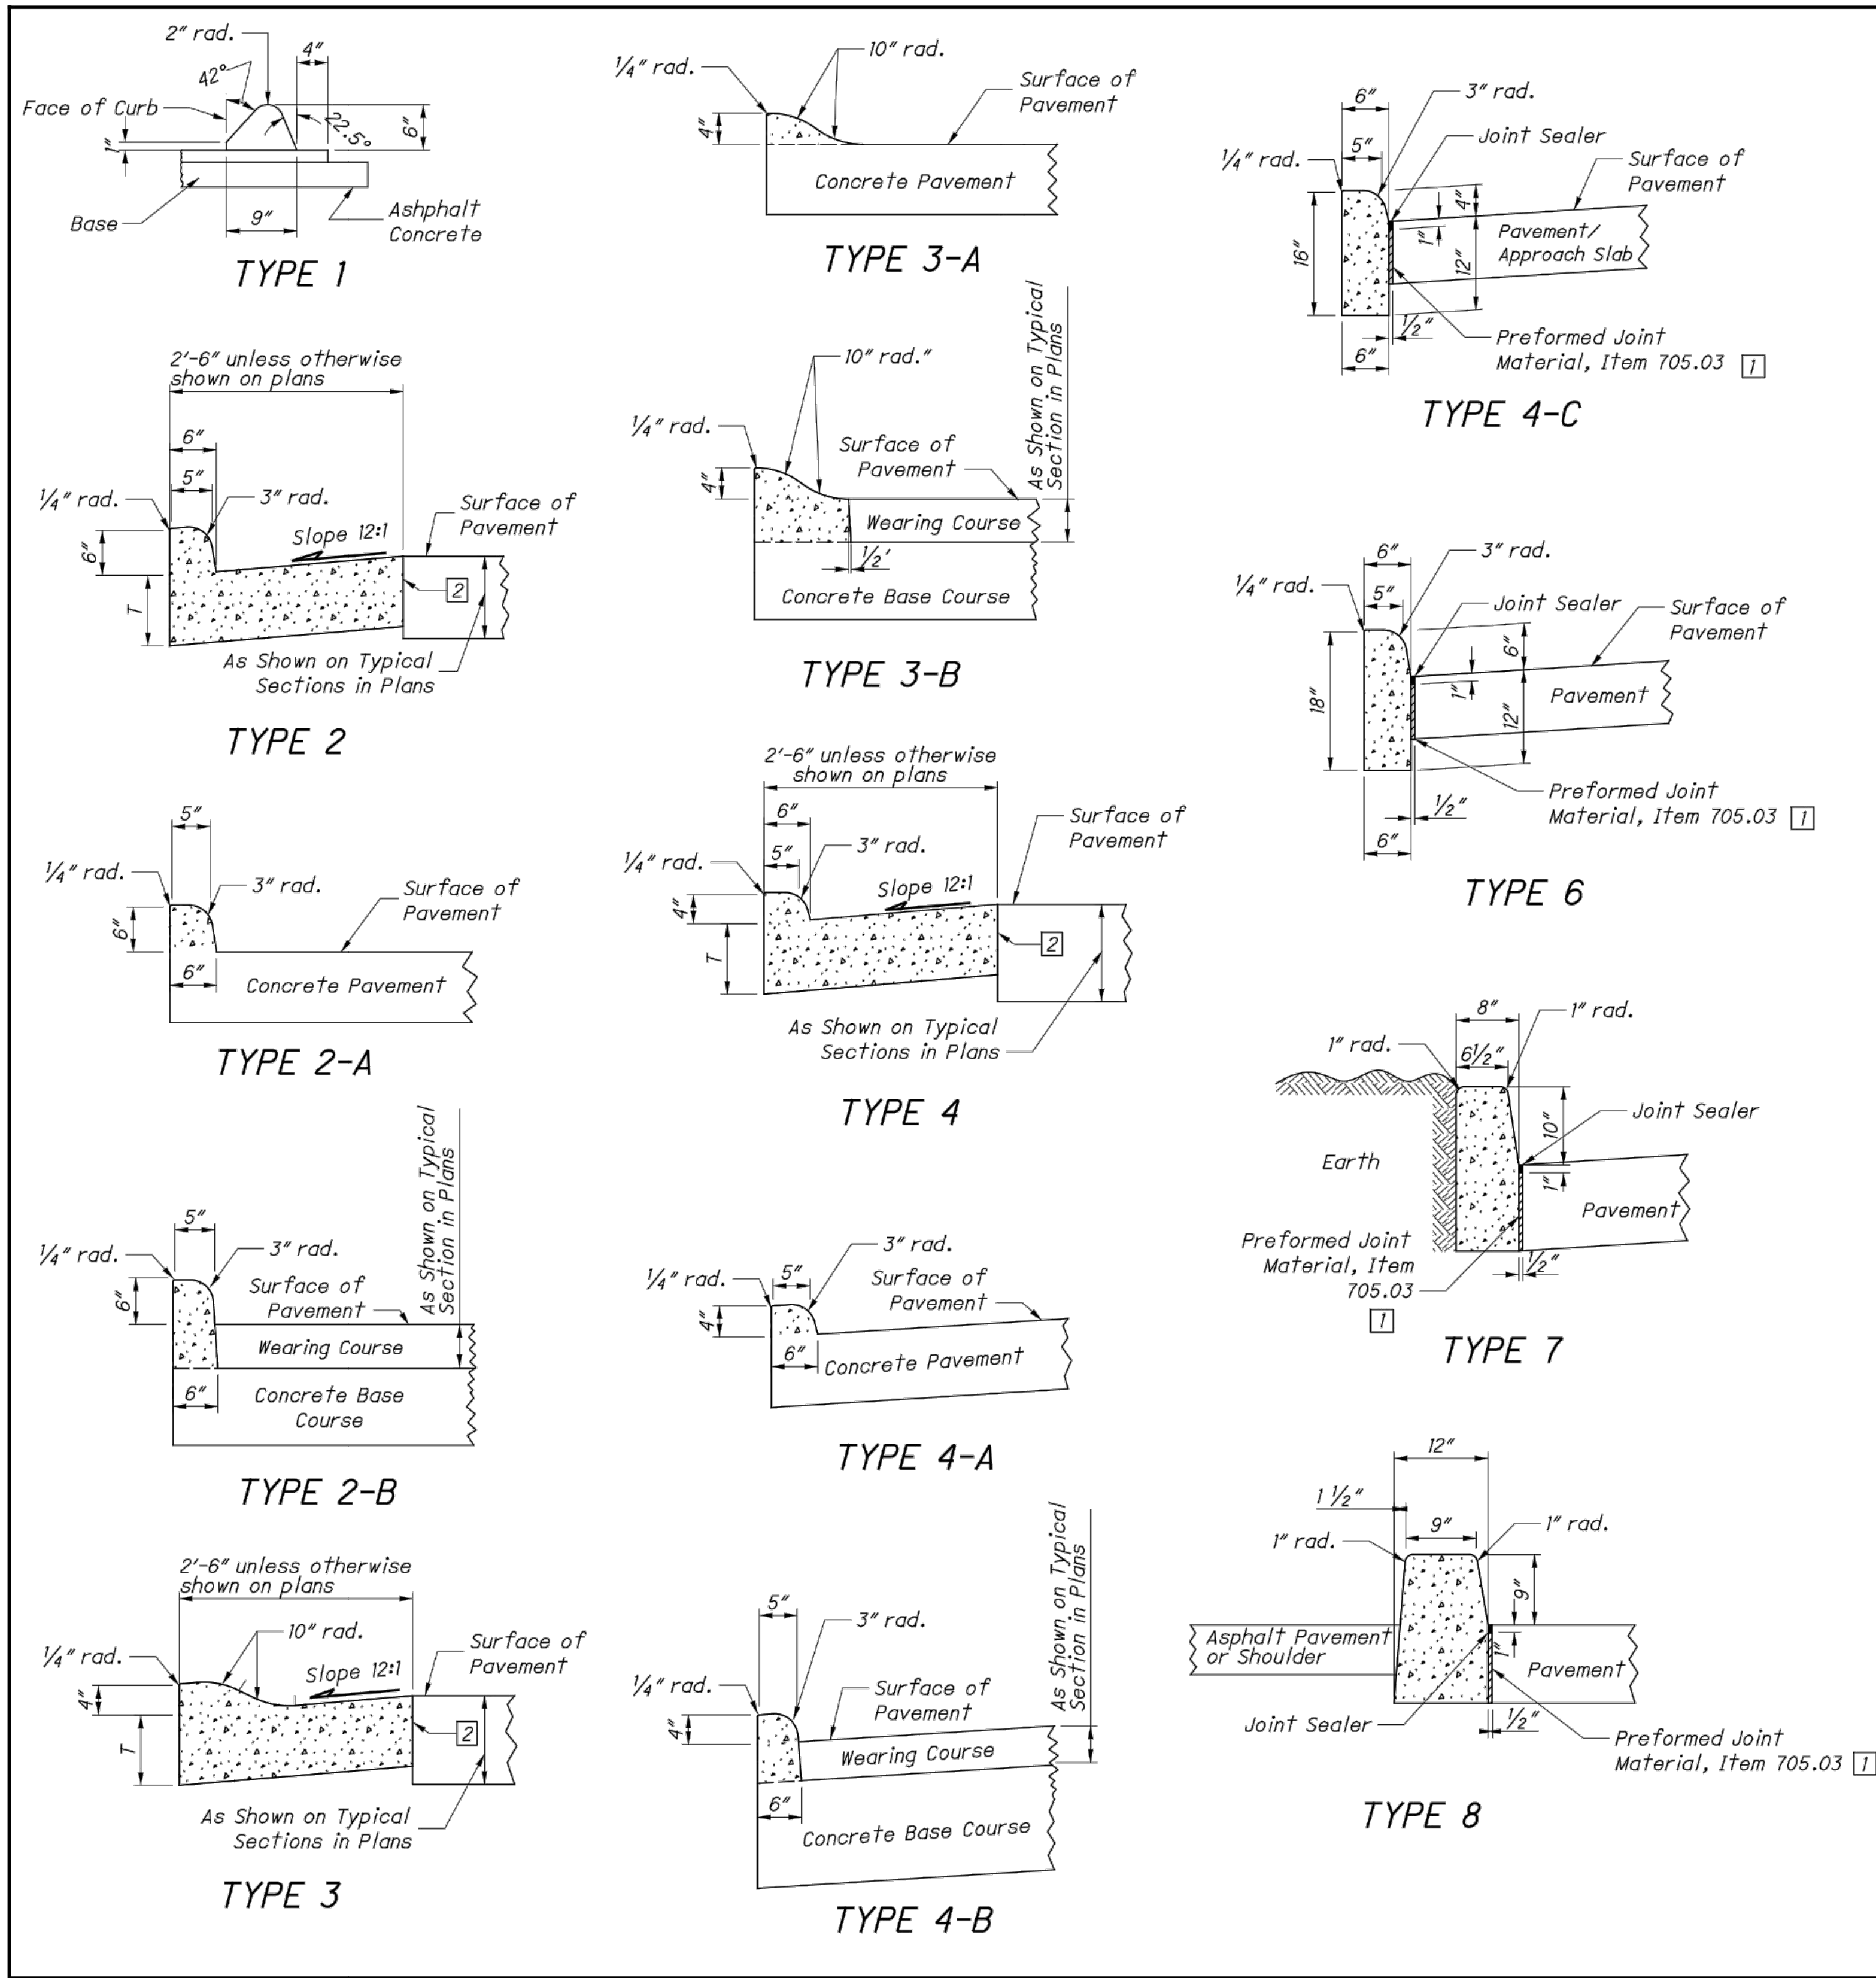 2" rad.
4"
42°
Face of Curb
22.5°
6"
1"
Base
9"
Ashphalt
Concrete
TYPE 1
2'-6" unless otherwise
shown on plans
6"
5"
1/4" rad.
3" rad.
Surface of
Pavement
Slope 12:1
6"
T
2
As Shown on Typical
Sections in Plans
TYPE 2
5"
1/4" rad.
3" rad.
Surface of
Pavement
6"
6"
Concrete Pavement
TYPE 2-A
As Shown on Typical
Section in Plans
5"
1/4" rad.
3" rad.
Surface of
Pavement
6"
Wearing Course
6"
Concrete Base
Course
TYPE 2-B
2'-6" unless otherwise
shown on plans
10" rad.
1/4" rad.
Surface of
Pavement
Slope 12:1
4"
T
2
As Shown on Typical
Sections in Plans
TYPE 3
10" rad.
1/4" rad.
Surface of
Pavement
4"
Concrete Pavement
TYPE 3-A
As Shown on Typical
Section in Plans
10" rad."
1/4" rad.
Surface of
Pavement
4"
Wearing Course
1/2'
Concrete Base Course
TYPE 3-B
2'-6" unless otherwise
shown on plans
6"
5"
1/4" rad.
3" rad.
Surface of
Pavement
Slope 12:1
4"
T
2
As Shown on Typical
Sections in Plans
TYPE 4
3" rad.
1/4" rad.
5"
Surface of
Pavement
4"
6"
Concrete Pavement
TYPE 4-A
As Shown on Typical
Section in Plans
5"
3" rad.
1/4" rad.
Surface of
Pavement
4"
Wearing Course
6"
Concrete Base Course
TYPE 4-B
6"
3" rad.
Joint Sealer
5"
1/4" rad.
Surface of
Pavement
4"
16"
1"
12"
Pavement/
Approach Slab
1/2"
6"
Preformed Joint
Material, Item 705.03
1
TYPE 4-C
6"
3" rad.
1/4" rad.
5"
Joint Sealer
Surface of
Pavement
6"
18"
1"
12"
Pavement
1/2"
Preformed Joint
Material, Item 705.03
1
6"
TYPE 6
8"
1" rad.
1" rad.
6 1/2"
10"
Joint Sealer
Earth
1"
Pavement
Preformed Joint
Material, Item
705.03
1/2"
1
TYPE 7
12"
1 1/2"
9"
1" rad.
1" rad.
9"
Asphalt Pavement
or Shoulder
1"
Pavement
Joint Sealer
1/2"
Preformed Joint
Material, Item 705.03
1
TYPE 8